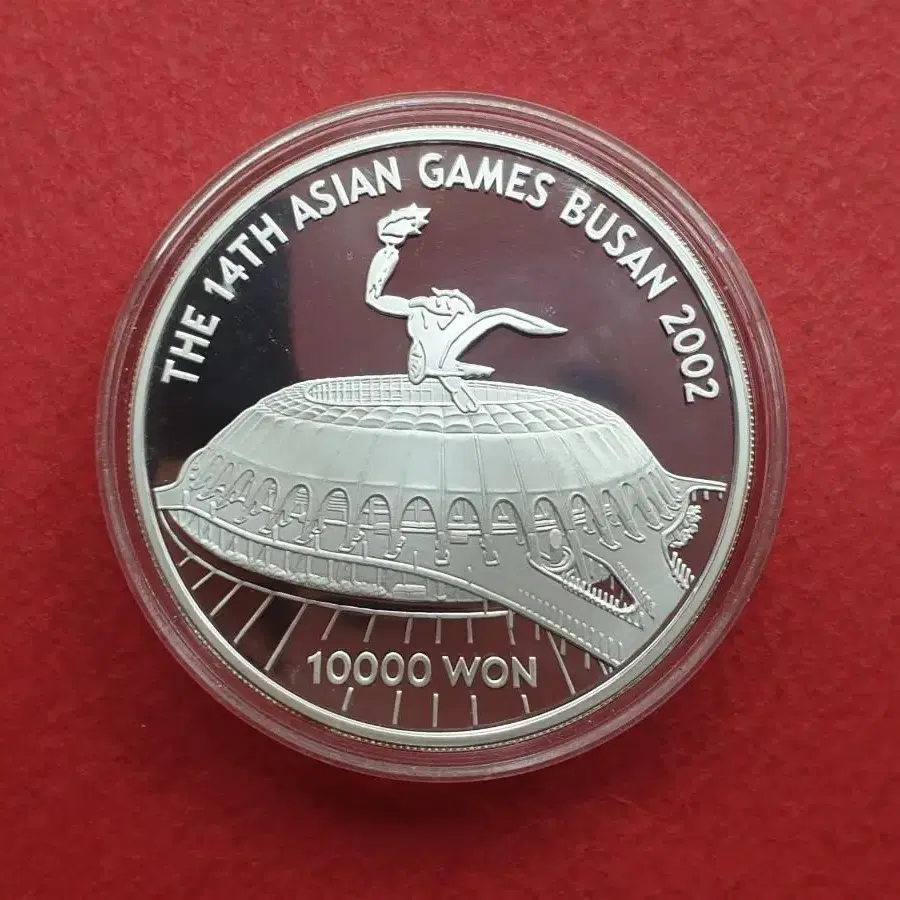 THE 14TH ASIAN GAMES BUSAN 2002
10000 WON